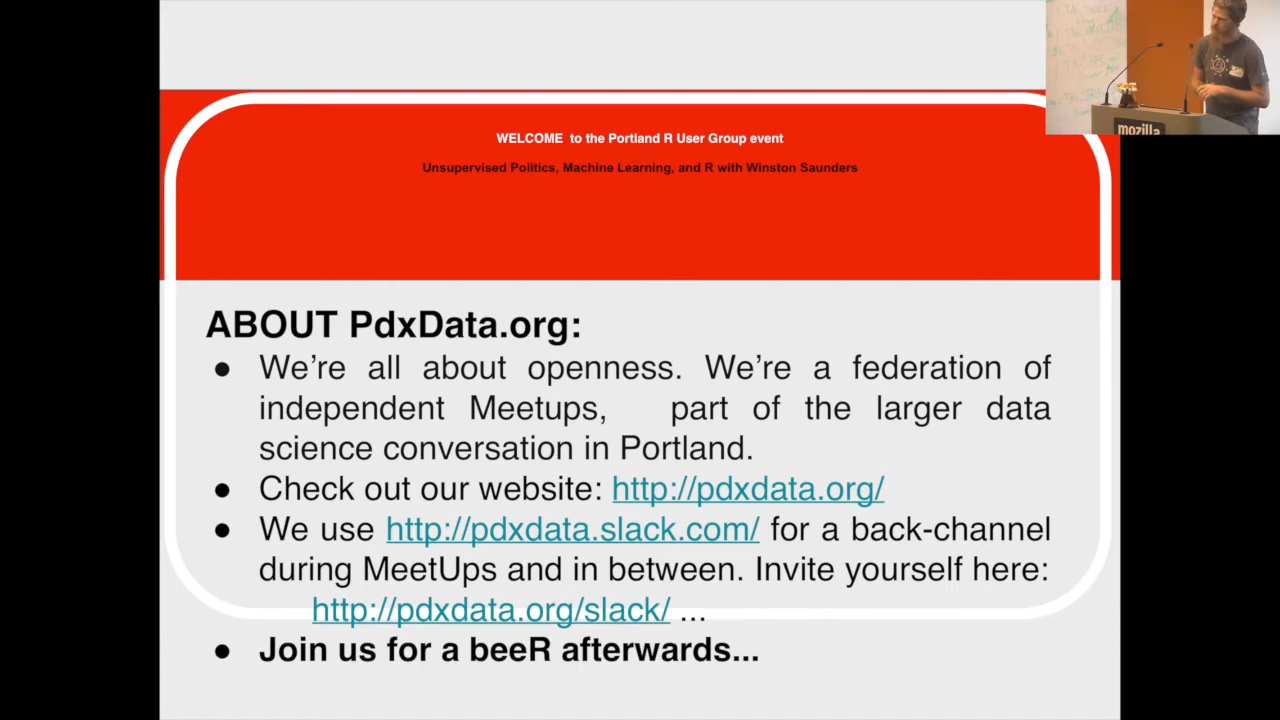 WELCOME to the Portland R User Group event
Unsupervised Politics, Machine Learning, and R with Winston Saunders
mozilla
ABOUT PdxData.org:
● We’re all about openness. We’re a federation of
independent Meetups, part of the larger data
science conversation in Portland.
● Check out our website: http://pdxdata.org/
● We use http://pdxdata.slack.com/ for a back-channel
during MeetUps and in between. Invite yourself here:
http://pdxdata.org/slack/ ...
● Join us for a beeR afterwards...